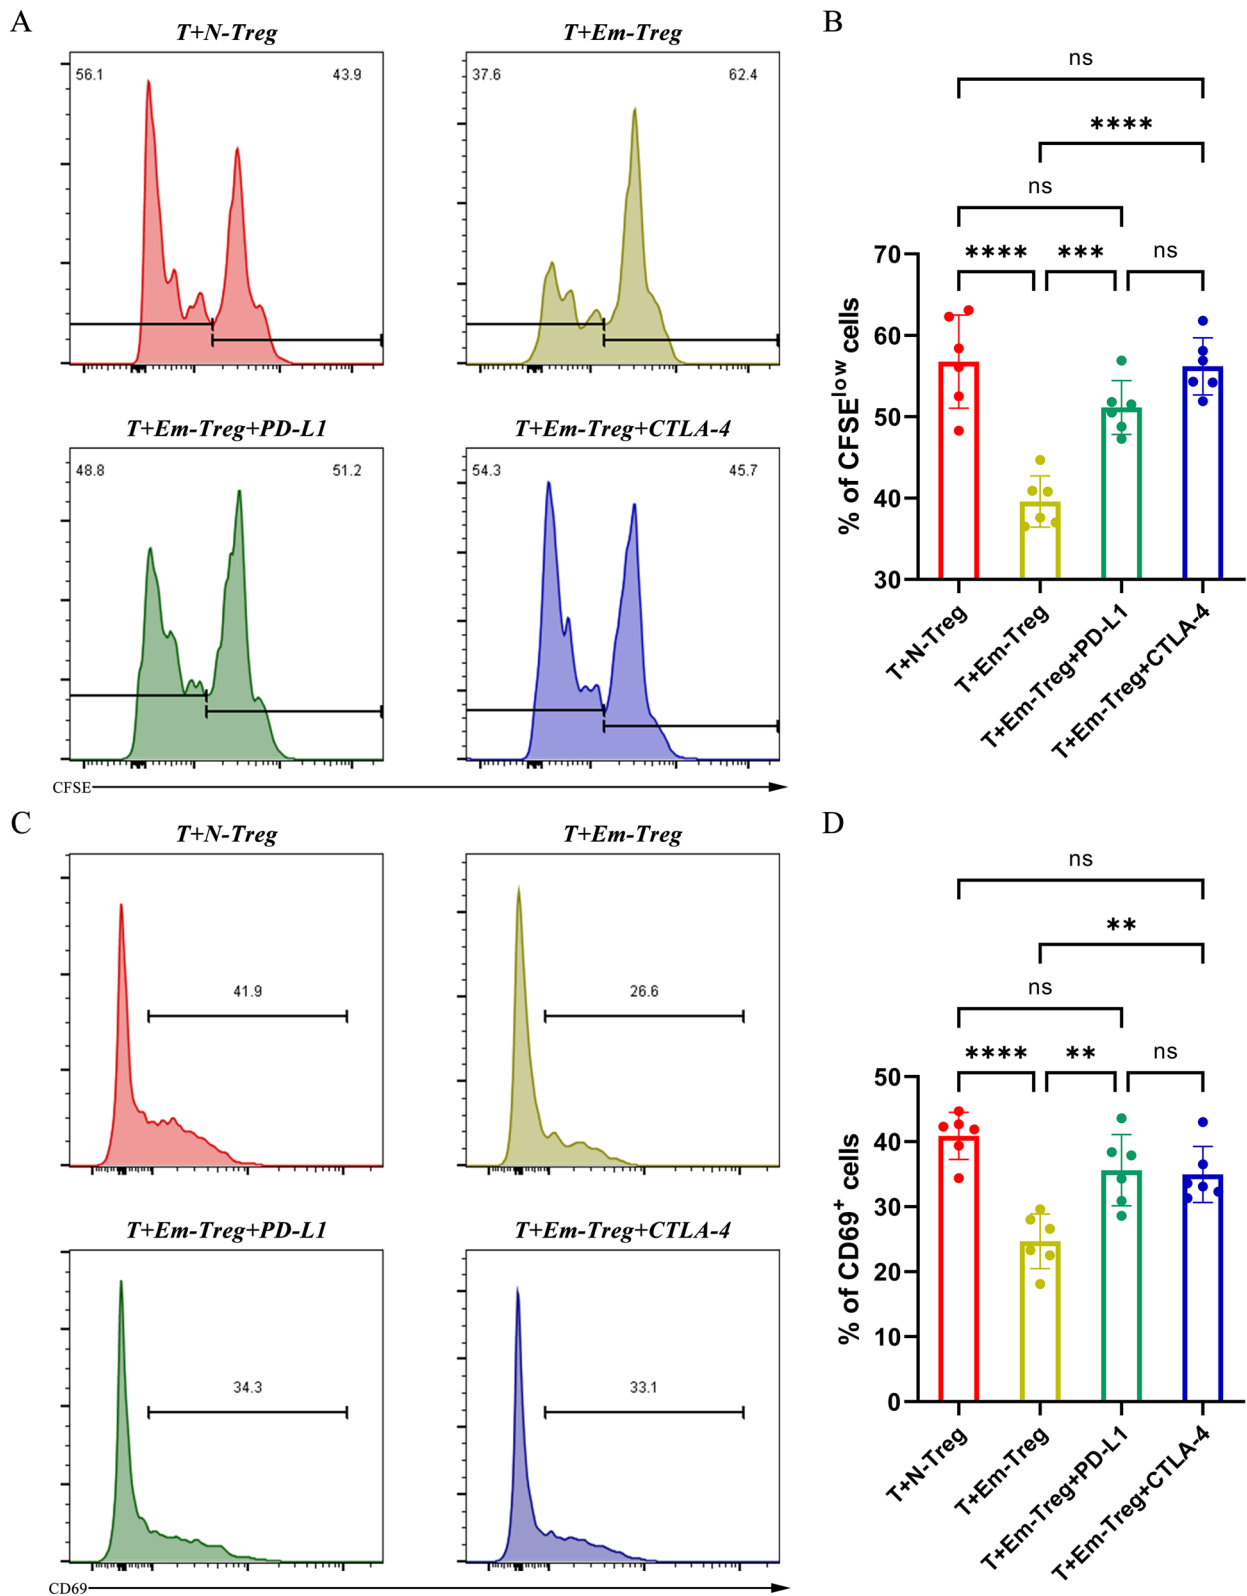 A
T+N-Treg
56.1 43.9
T+Em-Treg
37.6 62.4
T+Em-Treg+PD-L1
48.8 51.2
T+Em-Treg+CTLA-4
54.3 45.7
CFSE
B
ns
****
ns
**** *** ns
% of CFSElow cells
70
60
50
40
30
T+N-Treg
T+Em-Treg
T+Em-Treg+PD-L1
T+Em-Treg+CTLA-4
C
T+N-Treg
41.9
T+Em-Treg
26.6
T+Em-Treg+PD-L1
34.3
T+Em-Treg+CTLA-4
33.1
CD69
D
ns
**
ns
**** ** ns
% of CD69+ cells
50
40
30
20
10
0
T+N-Treg
T+Em-Treg
T+Em-Treg+PD-L1
T+Em-Treg+CTLA-4